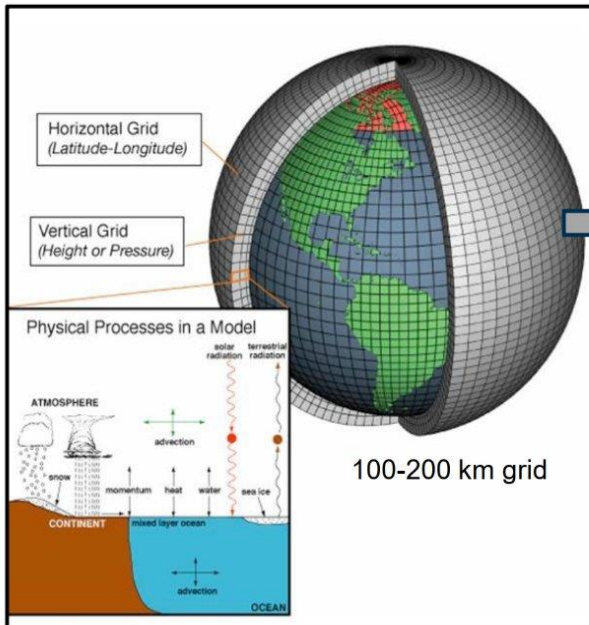 Horizontal Grid
(Latitude-Longitude)
Vertical Grid
(Height or Pressure)
Physical Processes in a Model
solar
radiation
terrestrial
radiation
ATMOSPHERE
advection
snow
momentum
heat
water
sea ice
CONTINENT
mixed layer ocean
advection
OCEAN
100-200 km grid